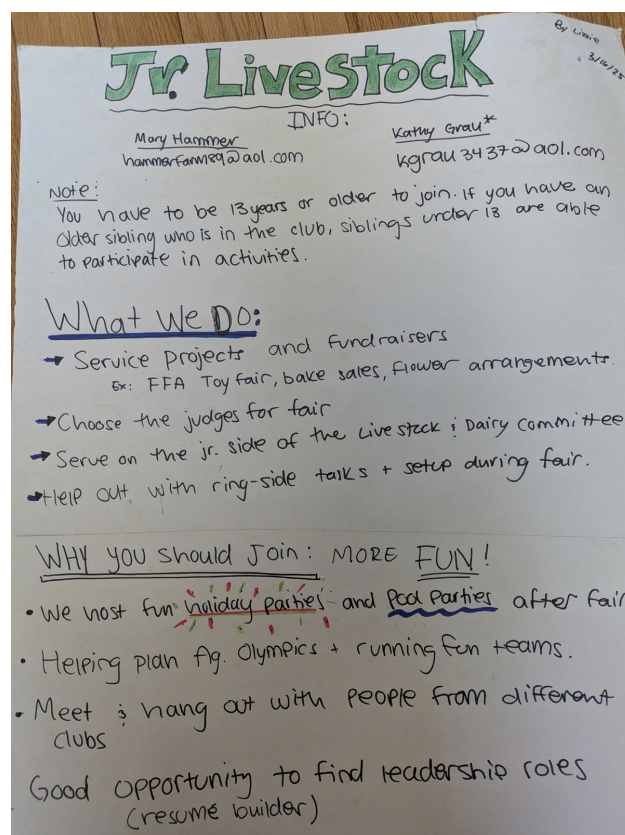 By Lizzie
3/16/25
Jr. Livestock
INFO:
Mary Hammer
hammerfarm89@aol.com
Kathy Grau*
kgrau3437@aol.com
Note:
You have to be 13 years or older to join. If you have an
older sibling who is in the club, siblings under 13 are able
to participate in activities.
What We DO:
→ Service projects and fundraisers
Ex: FFA Toy fair, bake sales, flower arrangements.
→ Choose the judges for fair
→ Serve on the jr. side of the Livestock & Dairy committee
→ Help out with ring-side tasks + setup during fair.
WHY you should Join: MORE FUN!
• We host fun holiday parties and Pool Parties after fair
• Helping plan Ag. Olympics + running fun teams.
• Meet & hang out with people from different
clubs
Good opportunity to find leadership roles
(resumé builder)